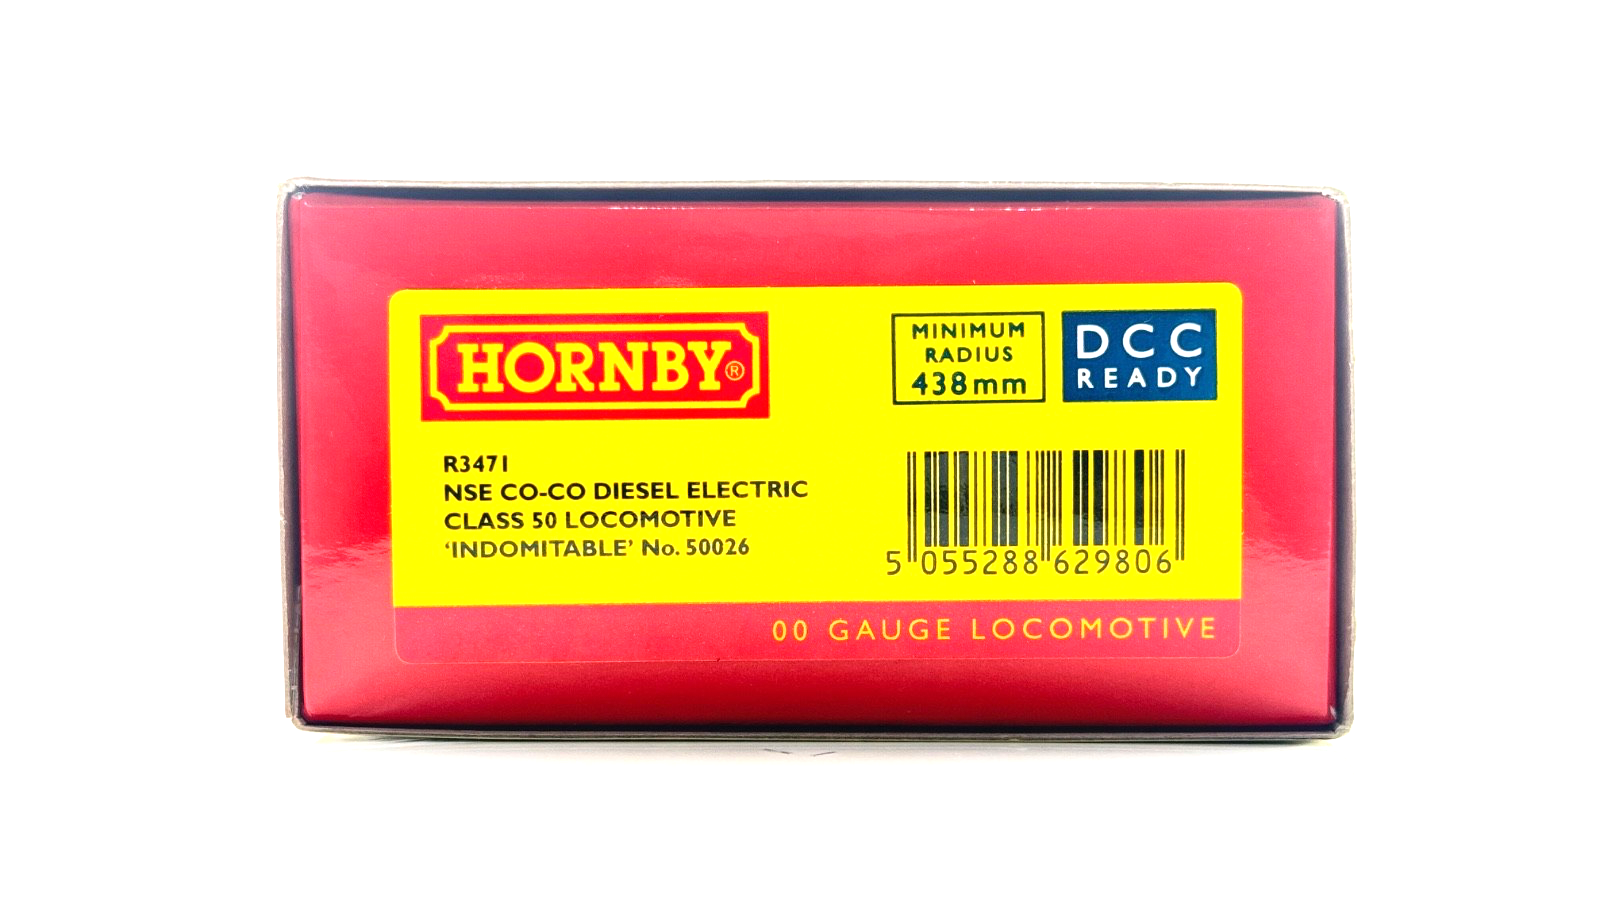 HORNBY®
MINIMUM
RADIUS
438mm
DCC
READY
R3471
NSE CO-CO DIESEL ELECTRIC
CLASS 50 LOCOMOTIVE
‘INDOMITABLE’ No. 50026
5 055288 629806
00 GAUGE LOCOMOTIVE